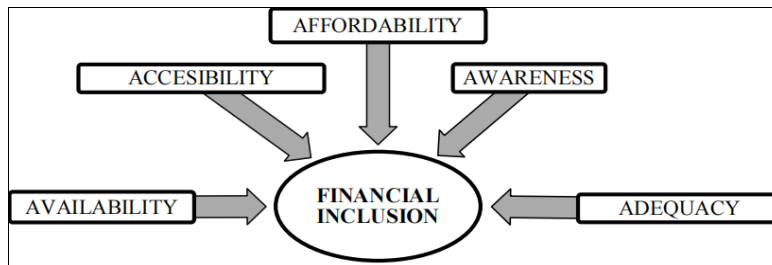 AFFORDABILITY
ACCESIBILITY
AWARENESS
AVAILABILITY
FINANCIAL
INCLUSION
ADEQUACY